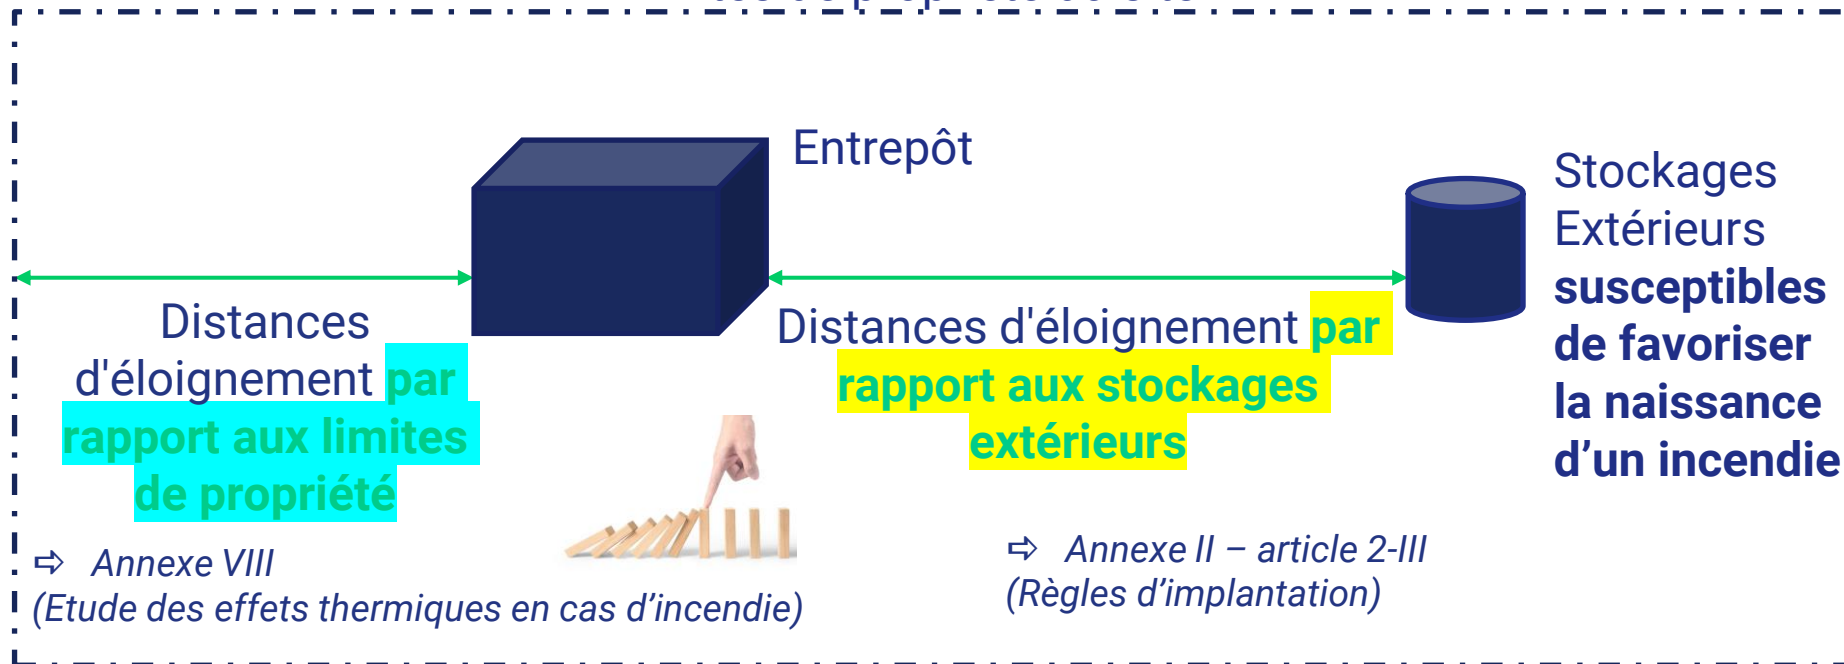 Entrepôt
Stockages
Extérieurs
susceptibles
de favoriser
la naissance
d’un incendie
Distances
d'éloignement par
rapport aux limites
de propriété
Distances d'éloignement par
rapport aux stockages
extérieurs
⇨ Annexe VIII
(Etude des effets thermiques en cas d’incendie)
⇨ Annexe II – article 2-III
(Règles d’implantation)